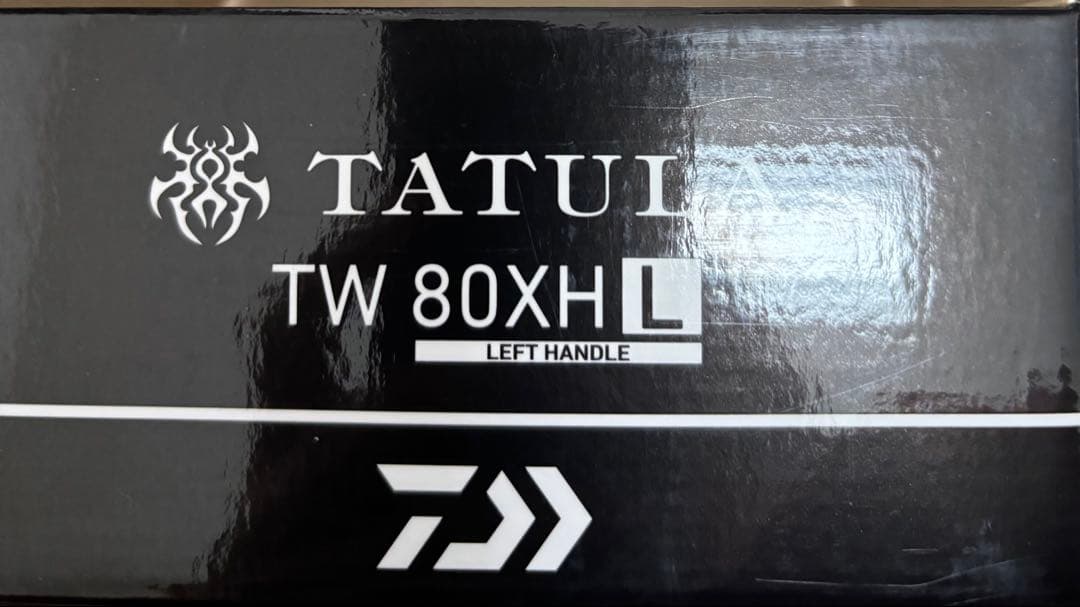 TATULA
TW 80XH L
LEFT HANDLE